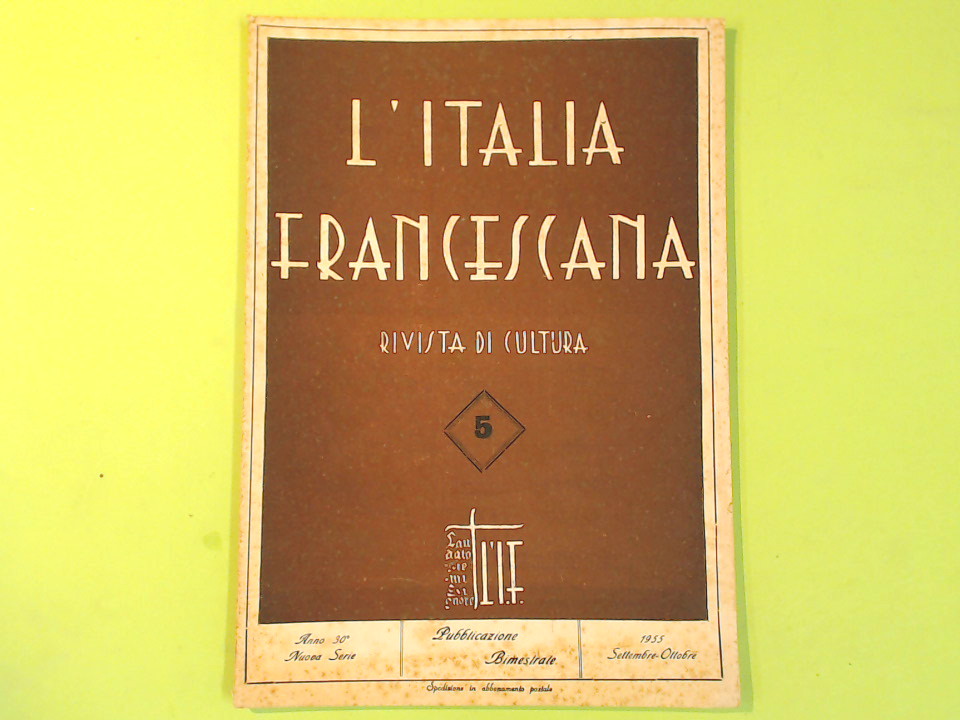 L'ITALIA
FRANCESCANA
RIVISTA DI CULTURA
5
Lau
dato
sie
mi
Si
gnore
L'I.F.
Anno 30°
Nuova Serie
Pubblicazione
Bimestrale.
1955
Settembre-Ottobre
Spedizione in abbonamento postale